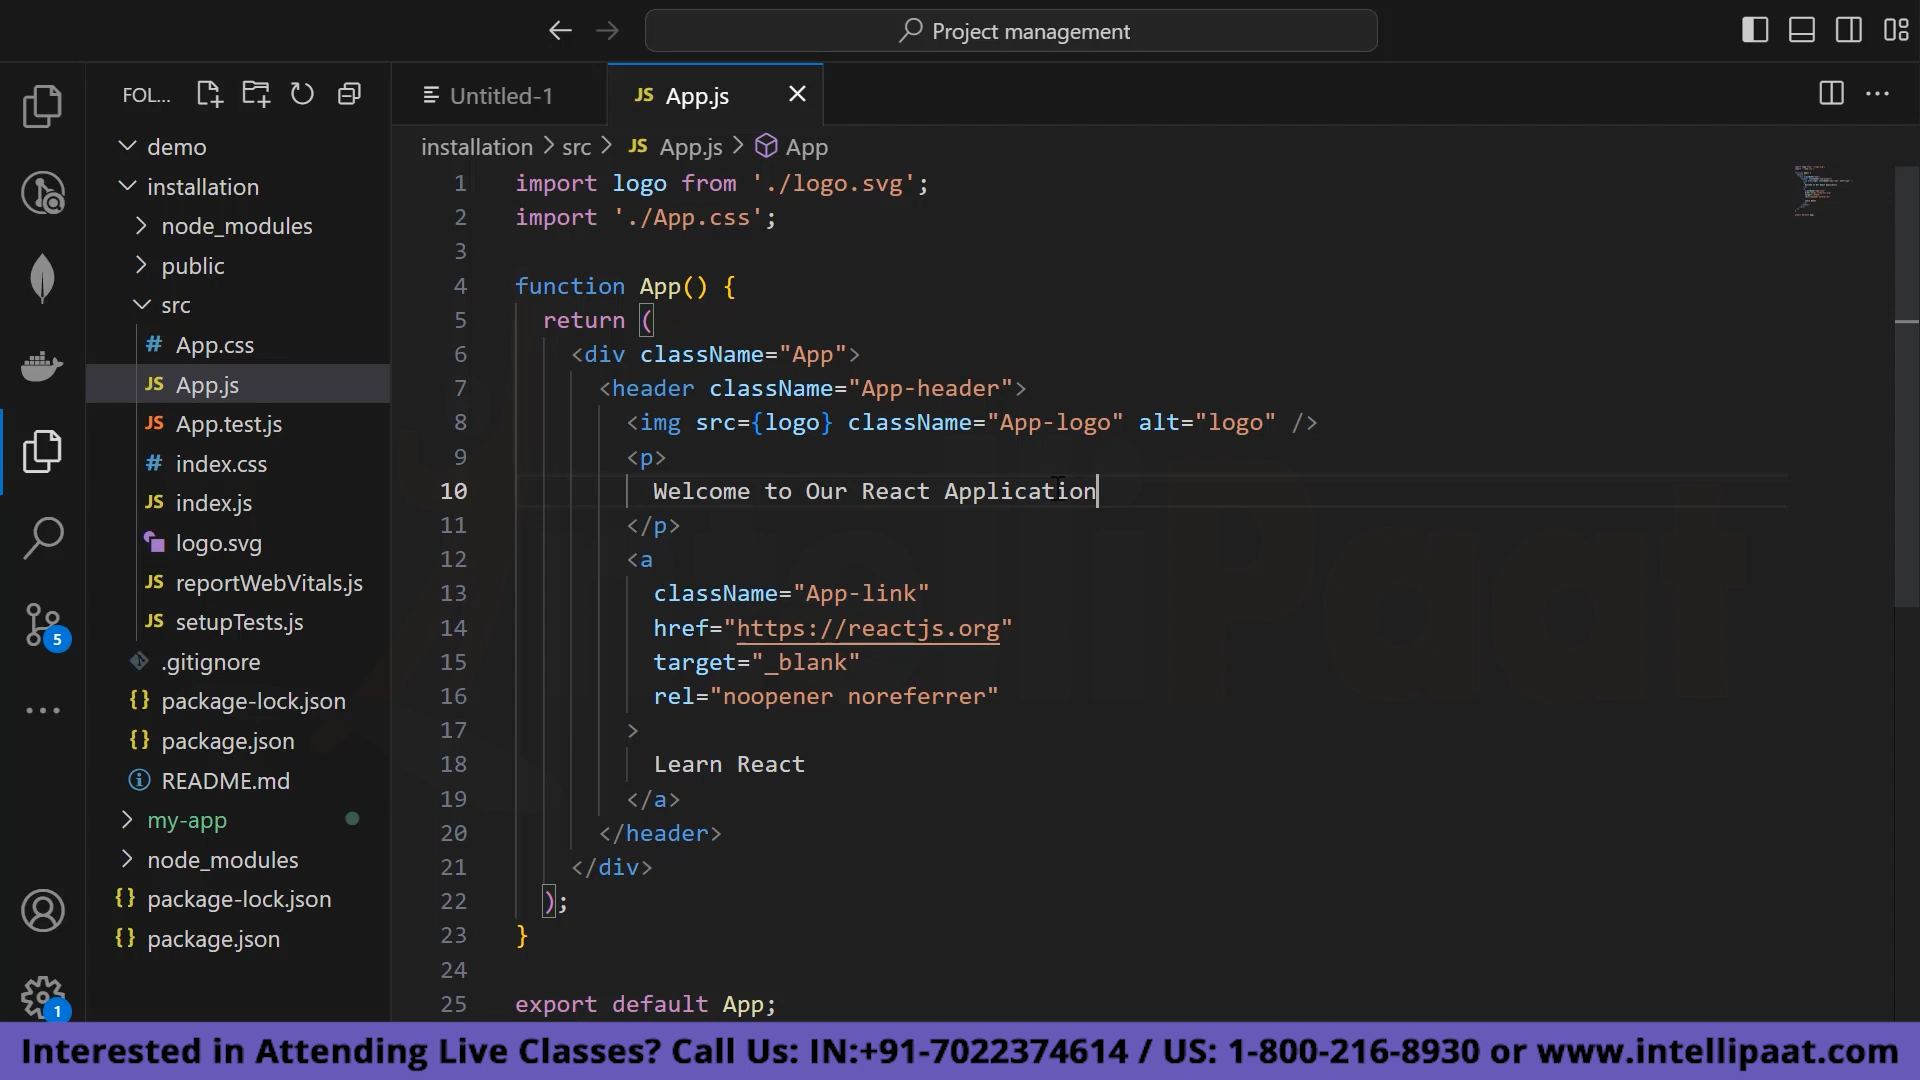 Project management
FOL...
Untitled-1
JS App.js
demo
installation
node_modules
public
src
# App.css
JS App.js
JS App.test.js
# index.css
JS index.js
logo.svg
JS reportWebVitals.js
JS setupTests.js
.gitignore
{} package-lock.json
{} package.json
README.md
my-app
node_modules
{} package-lock.json
{} package.json
5
1
installation > src > JS App.js > App
1 import logo from './logo.svg';
2 import './App.css';
3
4 function App() {
5 return (
6 <div className="App">
7 <header className="App-header">
8 <img src={logo} className="App-logo" alt="logo" />
9 <p>
10 Welcome to Our React Application
11 </p>
12 <a
13 className="App-link"
14 href="https://reactjs.org"
15 target="_blank"
16 rel="noopener noreferrer"
17 >
18 Learn React
19 </a>
20 </header>
21 </div>
22 );
23 }
24
25 export default App;
Interested in Attending Live Classes? Call Us: IN:+91-7022374614 / US: 1-800-216-8930 or www.intellipaat.com